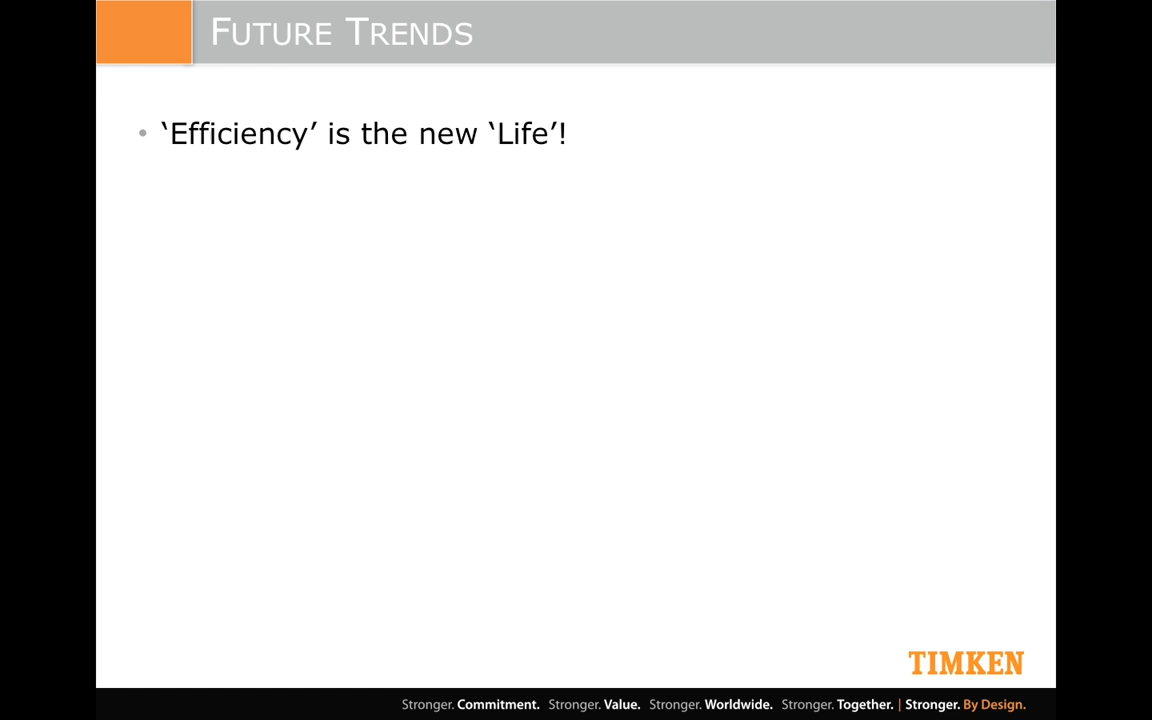 Future Trends
• ‘Efficiency’ is the new ‘Life’!
TIMKEN
Stronger. Commitment. Stronger. Value. Stronger. Worldwide. Stronger. Together. | Stronger. By Design.